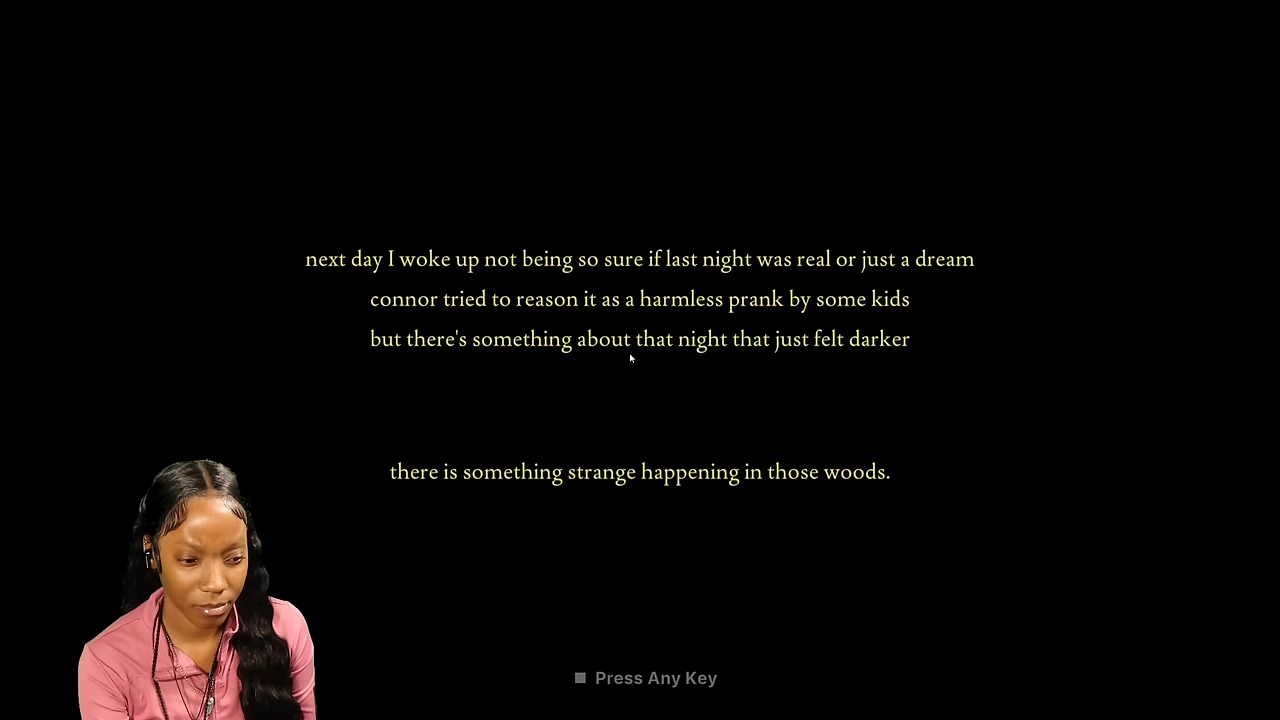 next day I woke up not being so sure if last night was real or just a dream
connor tried to reason it as a harmless prank by some kids
but there's something about that night that just felt darker
there is something strange happening in those woods.
Press Any Key